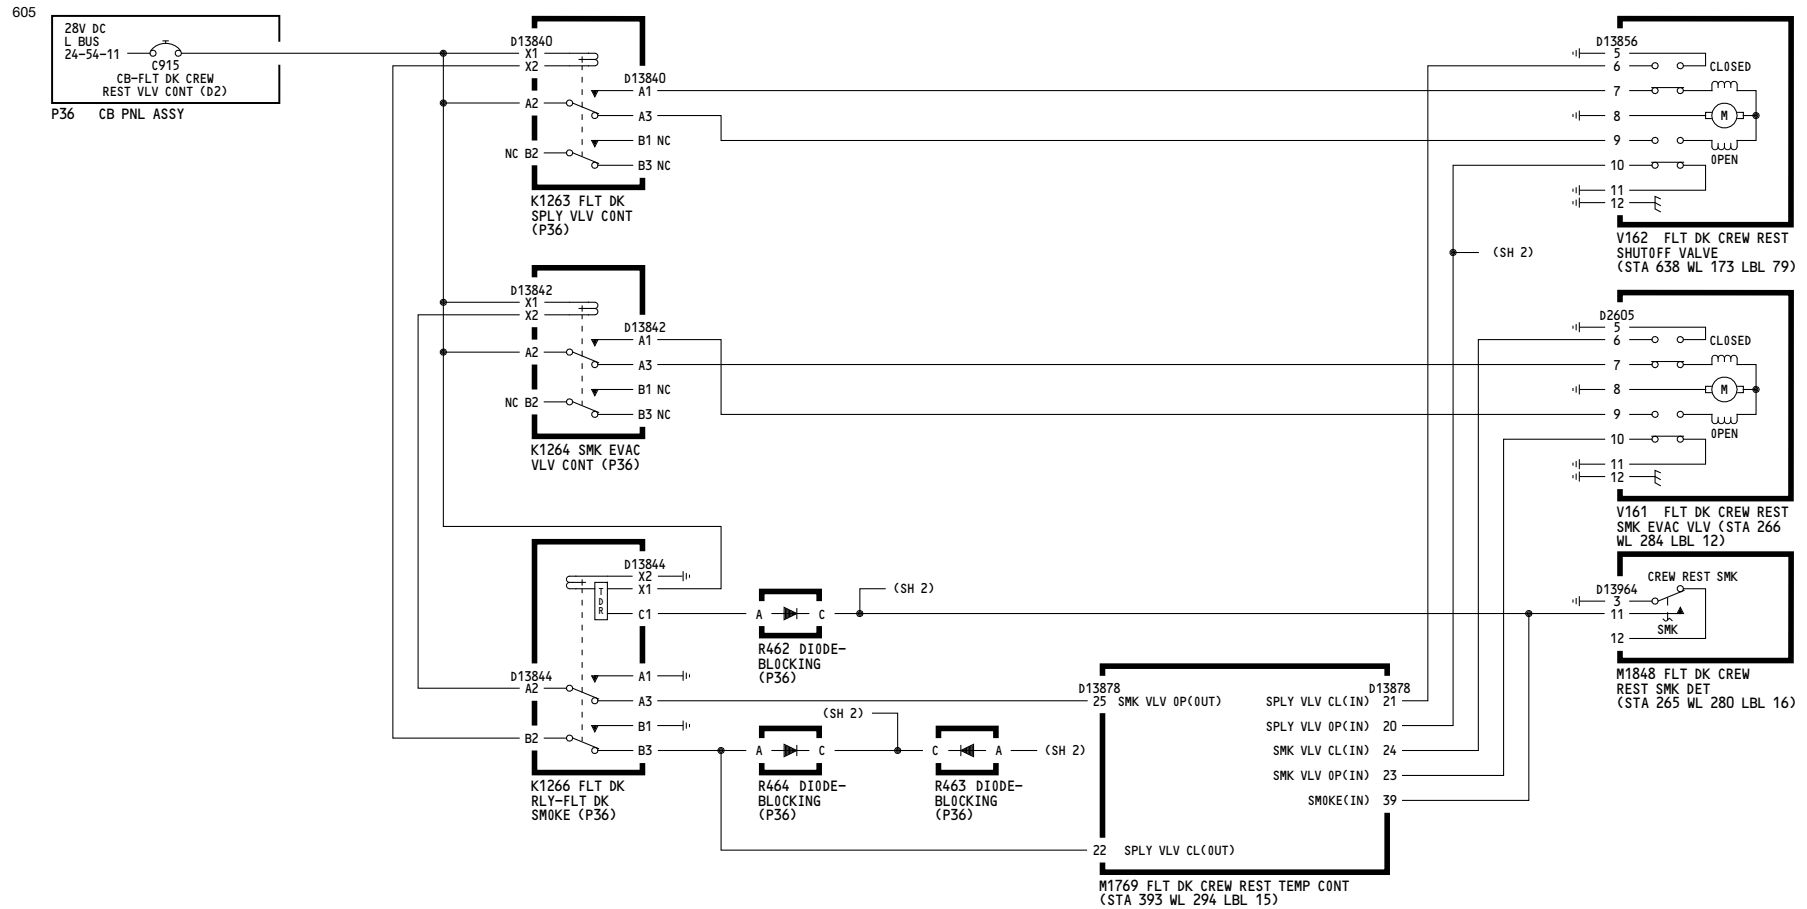 605
28V DC
L BUS
24-54-11
C915
CB-FLT DK CREW
REST VLV CONT (D2)
P36 CB PNL ASSY
D13840
X1
X2
D13840
A1
A2
A3
B1 NC
NC B2
B3 NC
K1263 FLT DK
SPLY VLV CONT
(P36)
D13842
X1
X2
D13842
A1
A2
A3
B1 NC
NC B2
B3 NC
K1264 SMK EVAC
VLV CONT (P36)
D13844
X2
X1
TDR
C1
D13844
A1
A2
A3
B1
B2
B3
K1266 FLT DK
RLY-FLT DK
SMOKE (P36)
A C
R462 DIODE-
BLOCKING
(P36)
(SH 2)
(SH 2)
A C
R464 DIODE-
BLOCKING
(P36)
C A
(SH 2)
R463 DIODE-
BLOCKING
(P36)
D13878
D13878
25 SMK VLV OP(OUT)
SPLY VLV CL(IN) 21
SPLY VLV OP(IN) 20
SMK VLV CL(IN) 24
SMK VLV OP(IN) 23
SMOKE(IN) 39
22 SPLY VLV CL(OUT)
M1769 FLT DK CREW REST TEMP CONT
(STA 393 WL 294 LBL 15)
(SH 2)
D13856
5
6
CLOSED
7
8
M
9
OPEN
10
11
12
V162 FLT DK CREW REST
SHUTOFF VALVE
(STA 638 WL 173 LBL 79)
D2605
5
6
CLOSED
7
8
M
9
OPEN
10
11
12
V161 FLT DK CREW REST
SMK EVAC VLV (STA 266
WL 284 LBL 12)
CREW REST SMK
D13964
3
11
SMK
12
M1848 FLT DK CREW
REST SMK DET
(STA 265 WL 280 LBL 16)